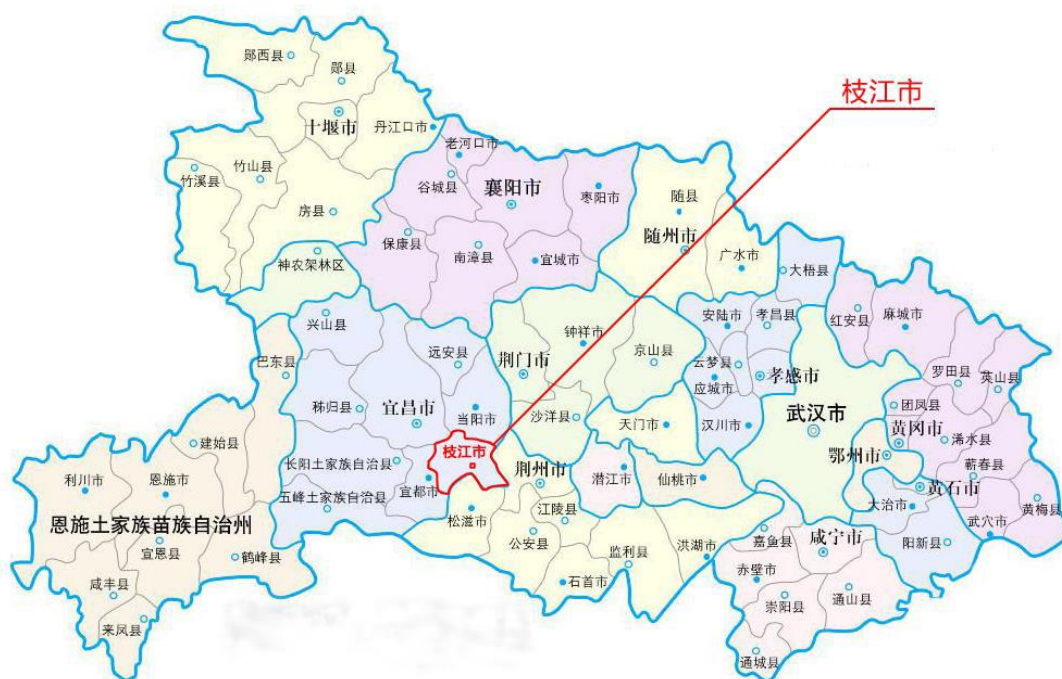 枝江市
郧西县
郧县
十堰市
丹江口市
老河口市
竹山县
竹溪县
谷城县
襄阳市
枣阳市
随县
房县
保康县
南漳县
宜城市
随州市
广水市
大悟县
神农架林区
兴山县
钟祥市
安陆市
孝昌县
红安县
麻城市
巴东县
远安县
荆门市
京山县
云梦县
孝感市
应城市
罗田县
英山县
秭归县
宜昌市
当阳市
沙洋县
天门市
汉川市
武汉市
团凤县
黄冈市
浠水县
建始县
枝江市
鄂州市
利川市
恩施市
长阳土家族自治县
荆州市
潜江市
仙桃市
蕲春县
黄石市
五峰土家族自治县
宜都市
大冶市
黄梅县
恩施土家族苗族自治州
松滋市
江陵县
武穴市
宣恩县
鹤峰县
公安县
监利县
洪湖市
嘉鱼县
咸宁市
阳新县
咸丰县
石首市
赤壁市
崇阳县
通山县
来凤县
通城县